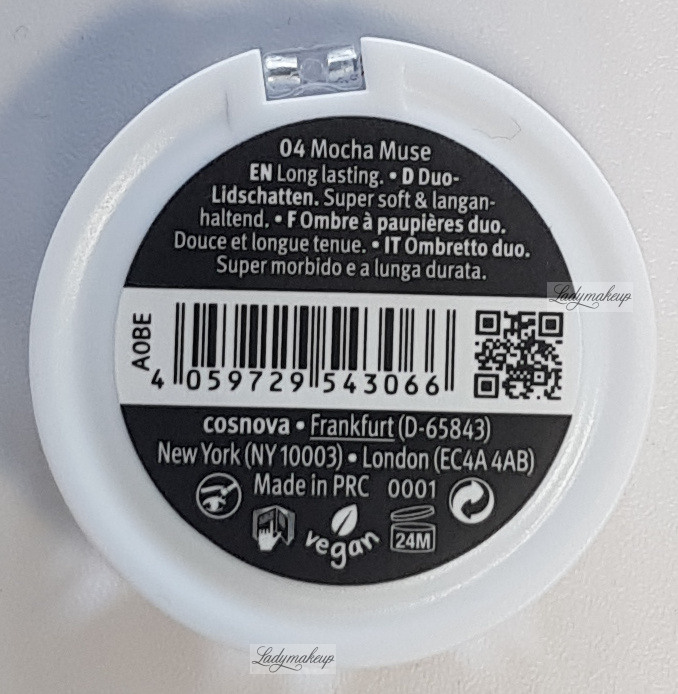 04 Mocha Muse
EN Long lasting. • D Duo-
Lidschatten. Super soft & langan-
haltend. • F Ombre à paupières duo.
Douce et longue tenue. • IT Ombretto duo.
Super morbido e a lunga durata.
Ladymakeup
A0BE
4 059729 543066
cosnova • Frankfurt (D-65843)
New York (NY 10003) • London (EC4A 4AB)
Made in PRC 0001
vegan
24M
Ladymakeup